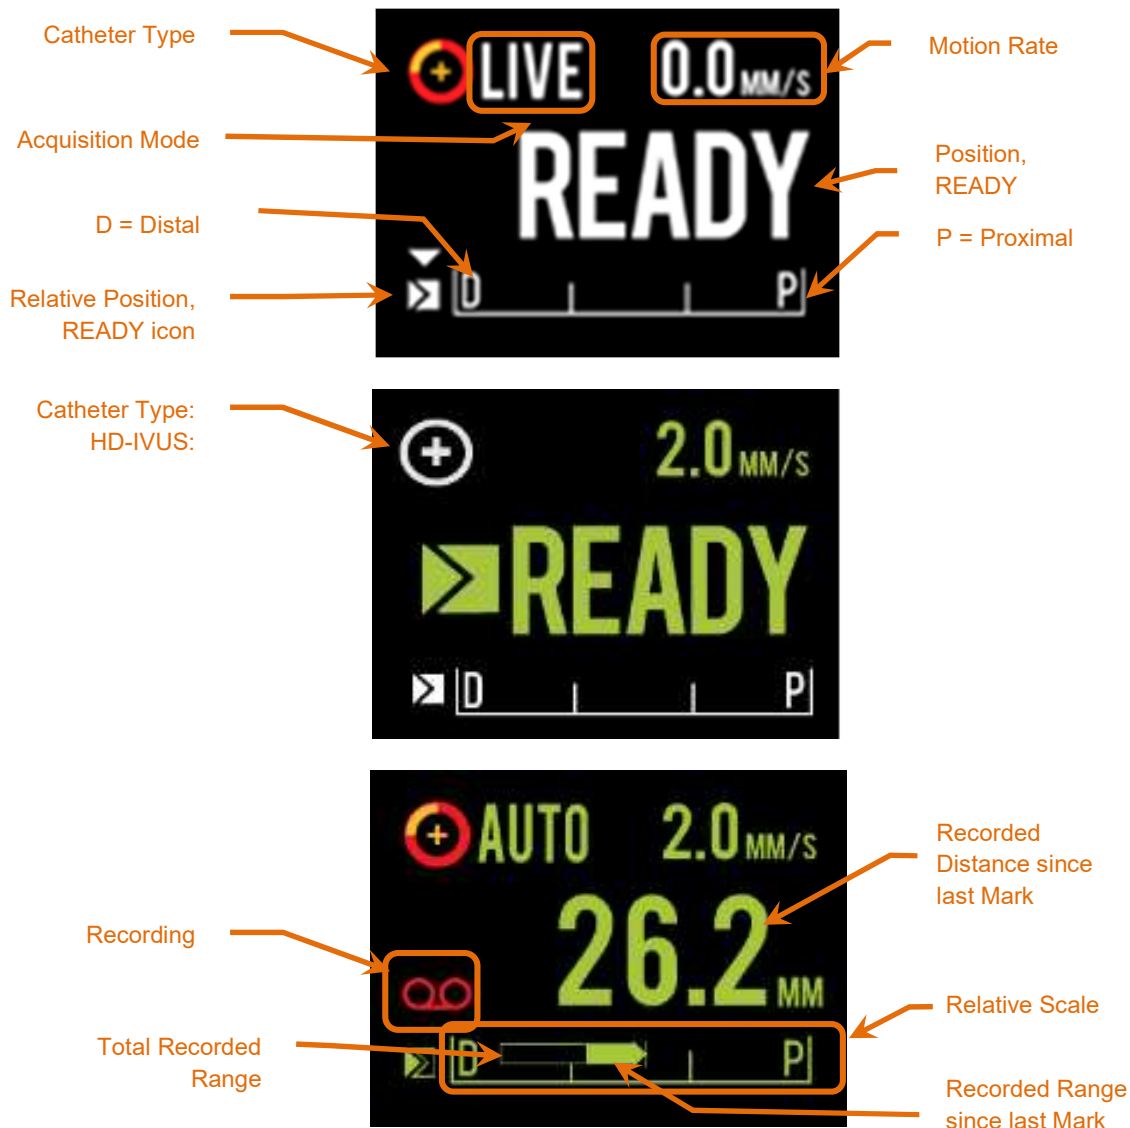 Catheter Type
LIVE
0.0 MM/S
Motion Rate
Acquisition Mode
READY
Position,
READY
D = Distal
P = Proximal
D
P
Relative Position,
READY icon
Catheter Type:
HD-IVUS:
2.0 MM/S
READY
D
P
AUTO
2.0 MM/S
Recorded
Distance since
last Mark
26.2 MM
Recording
Relative Scale
Total Recorded
Range
D
P
Recorded Range
since last Mark